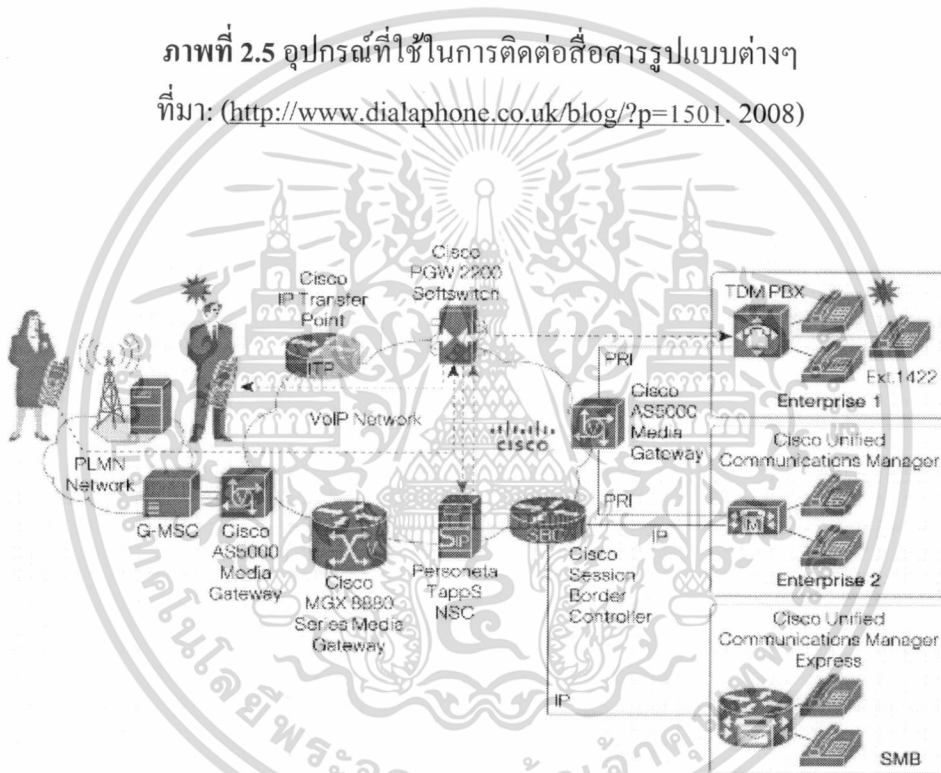 ภาพที่ 2.5 อุปกรณ์ที่ใช้ในการติดต่อสื่อสารรูปแบบต่างๆ
ที่มา: (http://www.dialaphone.co.uk/blog/?p=1501. 2008)
Cisco
IP Transfer
Point
ITP
Cisco
PGW 2200
Softswitch
TDM PBX
PRI
Ext.1422
Enterprise 1
Cisco
AS5000
Media
Gateway
VoIP Network
CISCO
PLMN
Network
G-MSC
Cisco
AS5000
Media
Gateway
Cisco
MGX 8880
Series Media
Gateway
SIP
Personeta
TappS
NSC
SBC
Cisco
Session
Border
Controller
PRI
IP
Cisco Unified
Communications Manager
M
Enterprise 2
Cisco Unified
Communications Manager
Express
IP
SMB